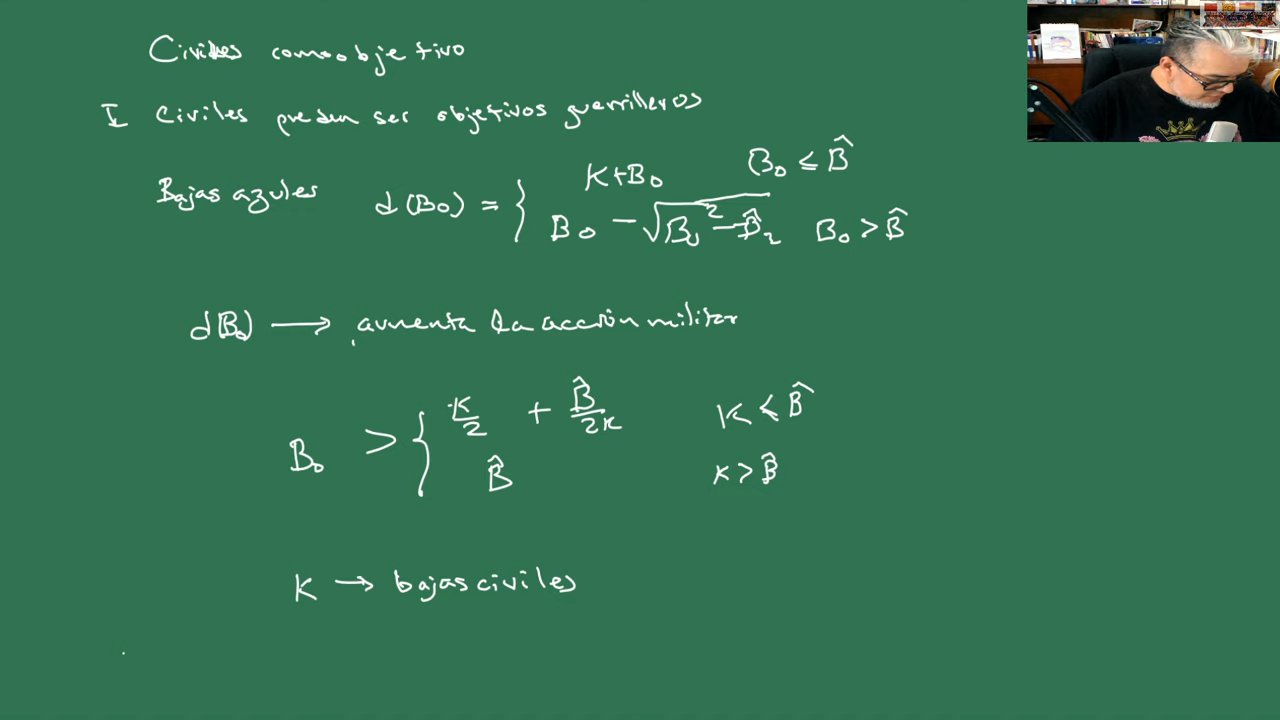 Civiles como objetivo
I Civiles pueden ser objetivos guerrilleros
Bajas azules d(B₀) = { K+B₀ B₀ ≤ B̂
B₀ − √(B₀² − B̂₂) B₀ > B̂
d(B₀) → aumenta la acción militar
B₀ > { K/2 + B̂/2K K ≤ B̂
B̂ K > B̂
K → bajas civiles